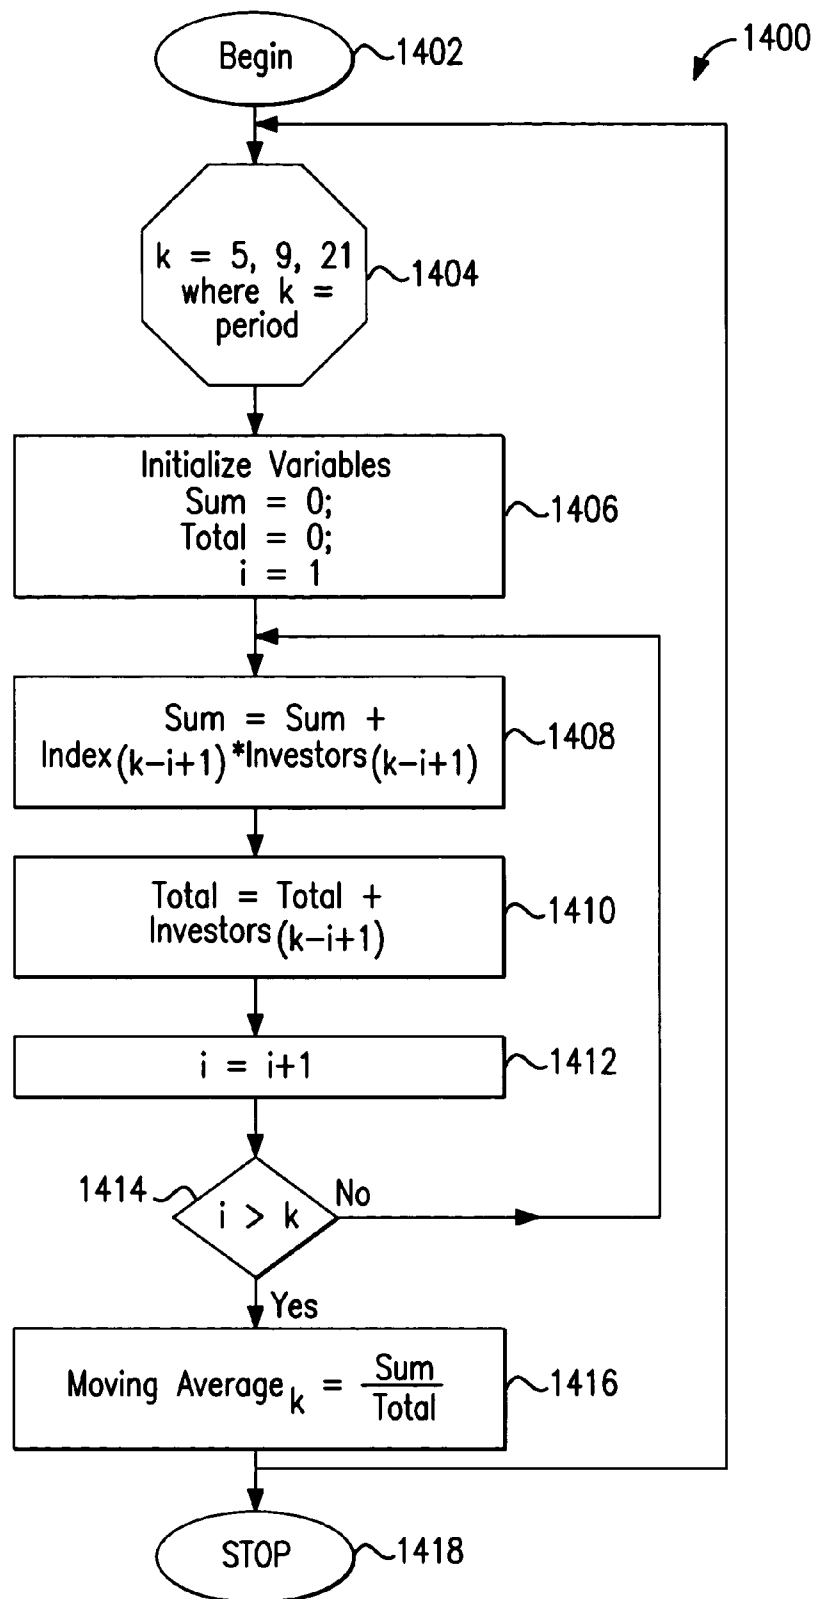 1400
Begin
1402
k = 5, 9, 21
where k =
period
1404
Initialize Variables
Sum = 0;
Total = 0;
i = 1
1406
Sum = Sum +
Index(k-i+1)*Investors(k-i+1)
1408
Total = Total +
Investors(k-i+1)
1410
i = i+1
1412
1414
i > k
No
Yes
Moving Average k = Sum
Total
1416
STOP
1418